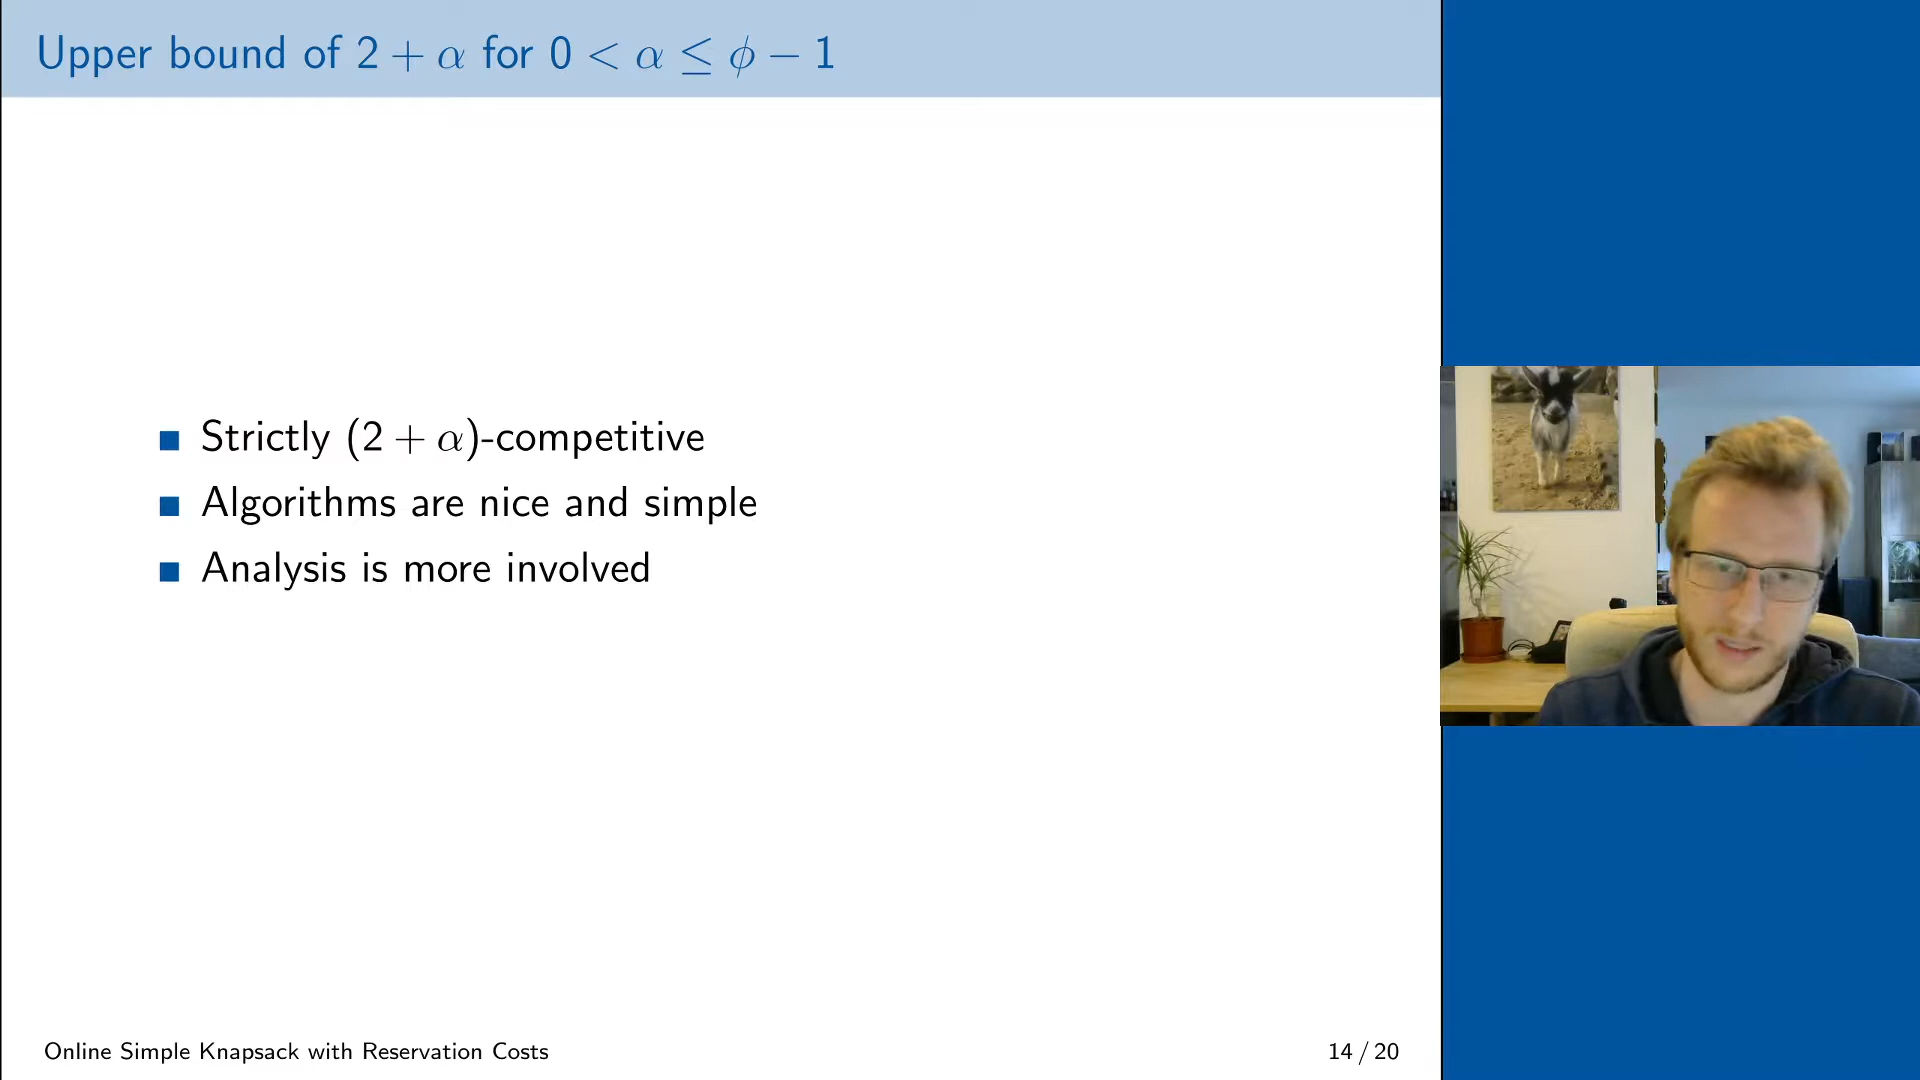 Upper bound of 2 + α for 0 < α ≤ ϕ − 1
Strictly (2 + α)-competitive
Algorithms are nice and simple
Analysis is more involved
Online Simple Knapsack with Reservation Costs
14 / 20